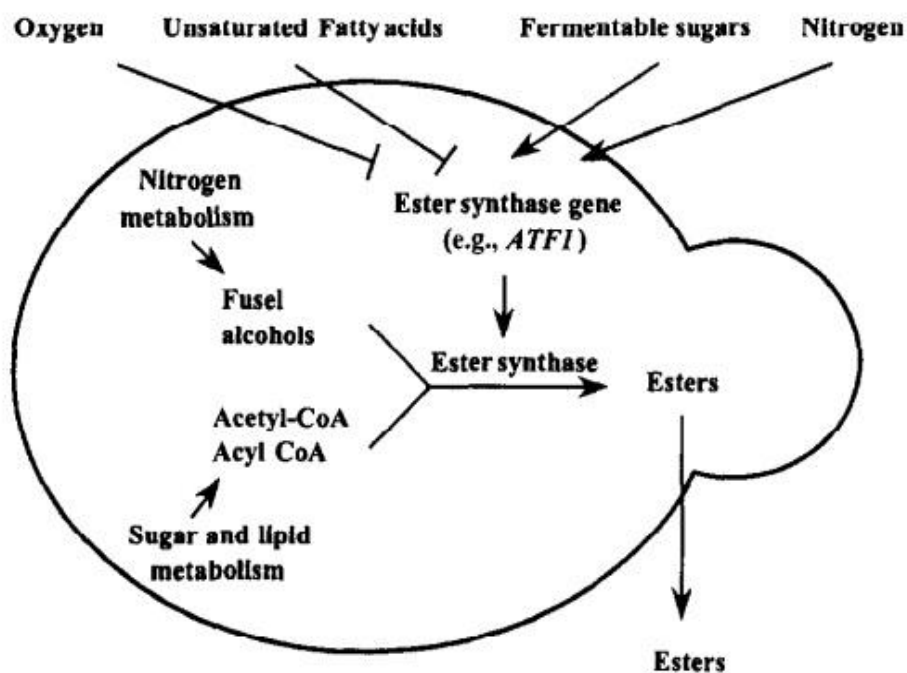 Oxygen Unsaturated Fatty acids Fermentable sugars Nitrogen
Nitrogen
metabolism
Ester synthase gene
(e.g., ATF1)
Fusel
alcohols
Ester synthase
Esters
Acetyl-CoA
Acyl CoA
Sugar and lipid
metabolism
Esters